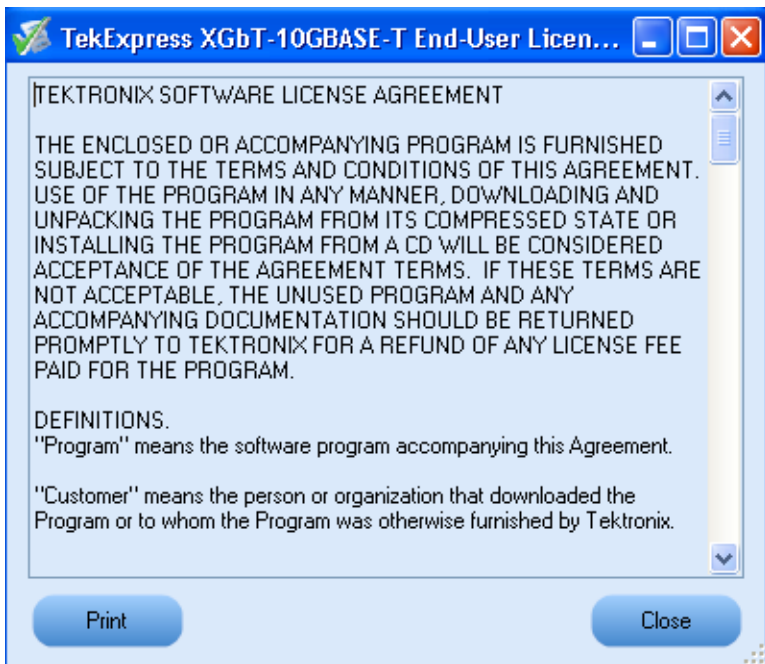 TekExpress XGbT-10GBASE-T End-User Licen...
TEKTRONIX SOFTWARE LICENSE AGREEMENT
THE ENCLOSED OR ACCOMPANYING PROGRAM IS FURNISHED
SUBJECT TO THE TERMS AND CONDITIONS OF THIS AGREEMENT.
USE OF THE PROGRAM IN ANY MANNER, DOWNLOADING AND
UNPACKING THE PROGRAM FROM ITS COMPRESSED STATE OR
INSTALLING THE PROGRAM FROM A CD WILL BE CONSIDERED
ACCEPTANCE OF THE AGREEMENT TERMS.  IF THESE TERMS ARE
NOT ACCEPTABLE, THE UNUSED PROGRAM AND ANY
ACCOMPANYING DOCUMENTATION SHOULD BE RETURNED
PROMPTLY TO TEKTRONIX FOR A REFUND OF ANY LICENSE FEE
PAID FOR THE PROGRAM.
DEFINITIONS.
"Program" means the software program accompanying this Agreement.
"Customer" means the person or organization that downloaded the
Program or to whom the Program was otherwise furnished by Tektronix.
Print
Close